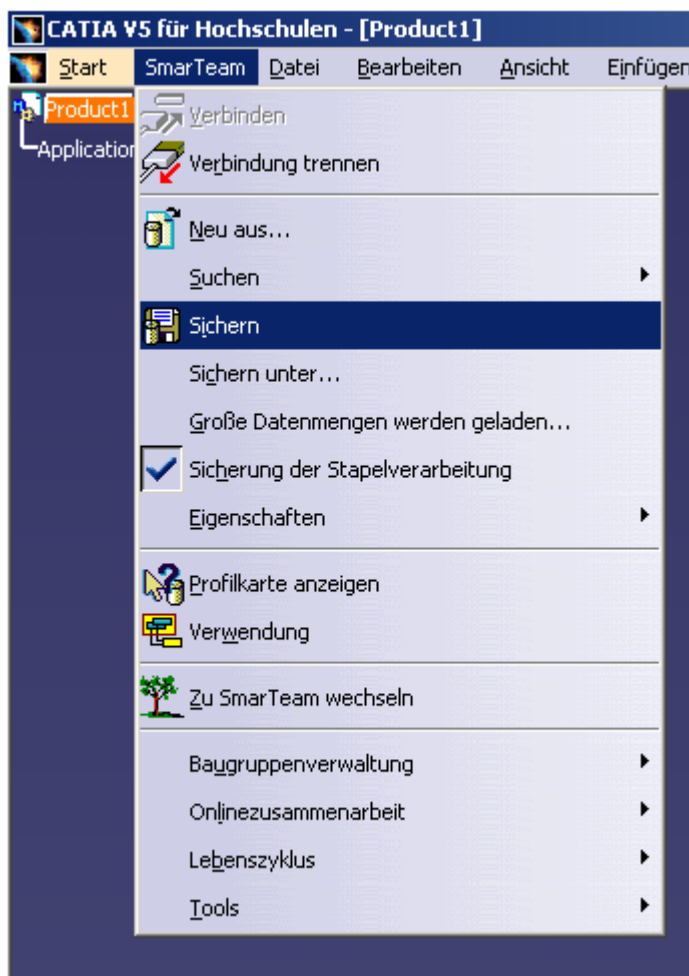 CATIA V5 für Hochschulen - [Product1]
Start SmarTeam Datei Bearbeiten Ansicht Einfügen
Product1
Application
Verbinden
Verbindung trennen
Neu aus...
Suchen
Sichern
Sichern unter...
Große Datenmengen werden geladen...
Sicherung der Stapelverarbeitung
Eigenschaften
Profilkarte anzeigen
Verwendung
Zu SmarTeam wechseln
Baugruppenverwaltung
Onlinezusammenarbeit
Lebenszyklus
Tools